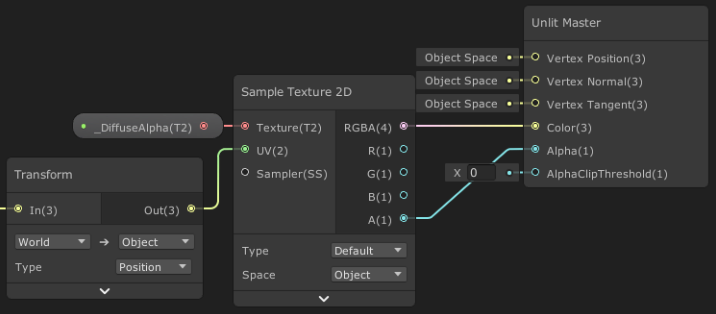 Unlit Master
Object Space
Vertex Position(3)
Object Space
Vertex Normal(3)
Object Space
Vertex Tangent(3)
Color(3)
Alpha(1)
X 0
AlphaClipThreshold(1)
Sample Texture 2D
_DiffuseAlpha(T2)
Texture(T2)
RGBA(4)
UV(2)
R(1)
Sampler(SS)
G(1)
B(1)
A(1)
Type
Default
Space
Object
Transform
In(3)
Out(3)
World
Object
Type
Position